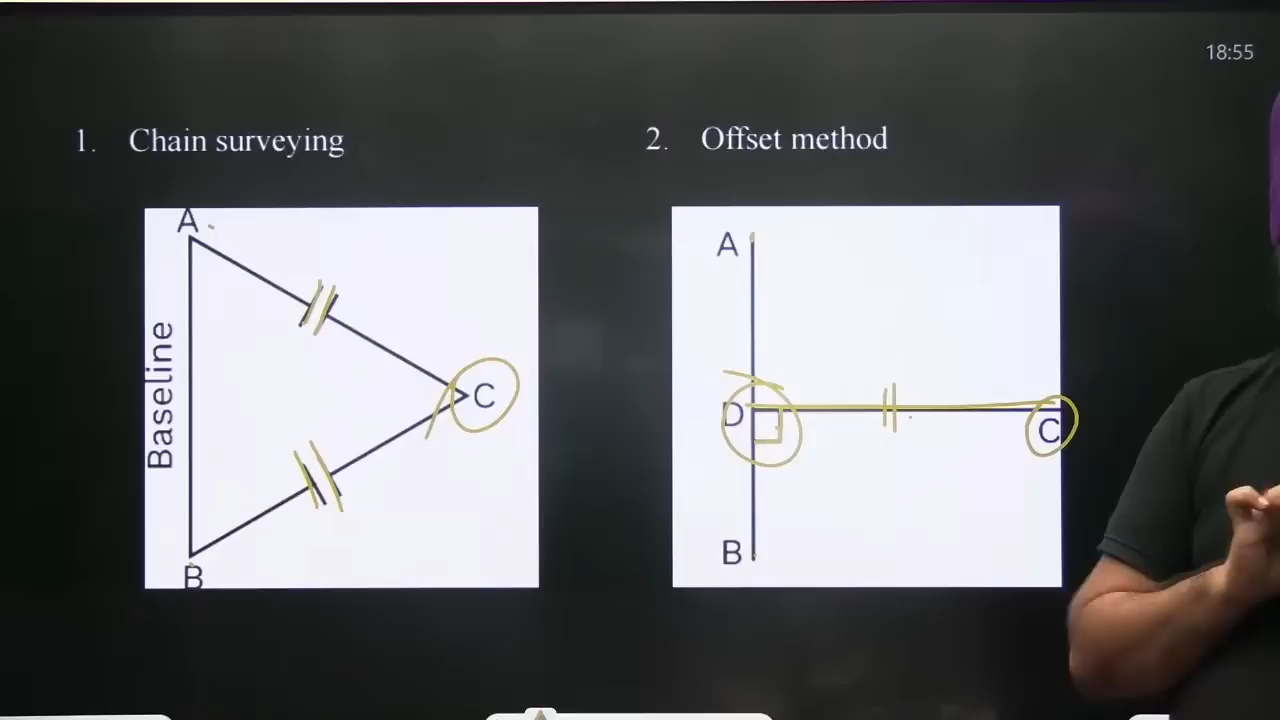 18:55
1. Chain surveying
2. Offset method
A
Baseline
C
B
A
D
C
B